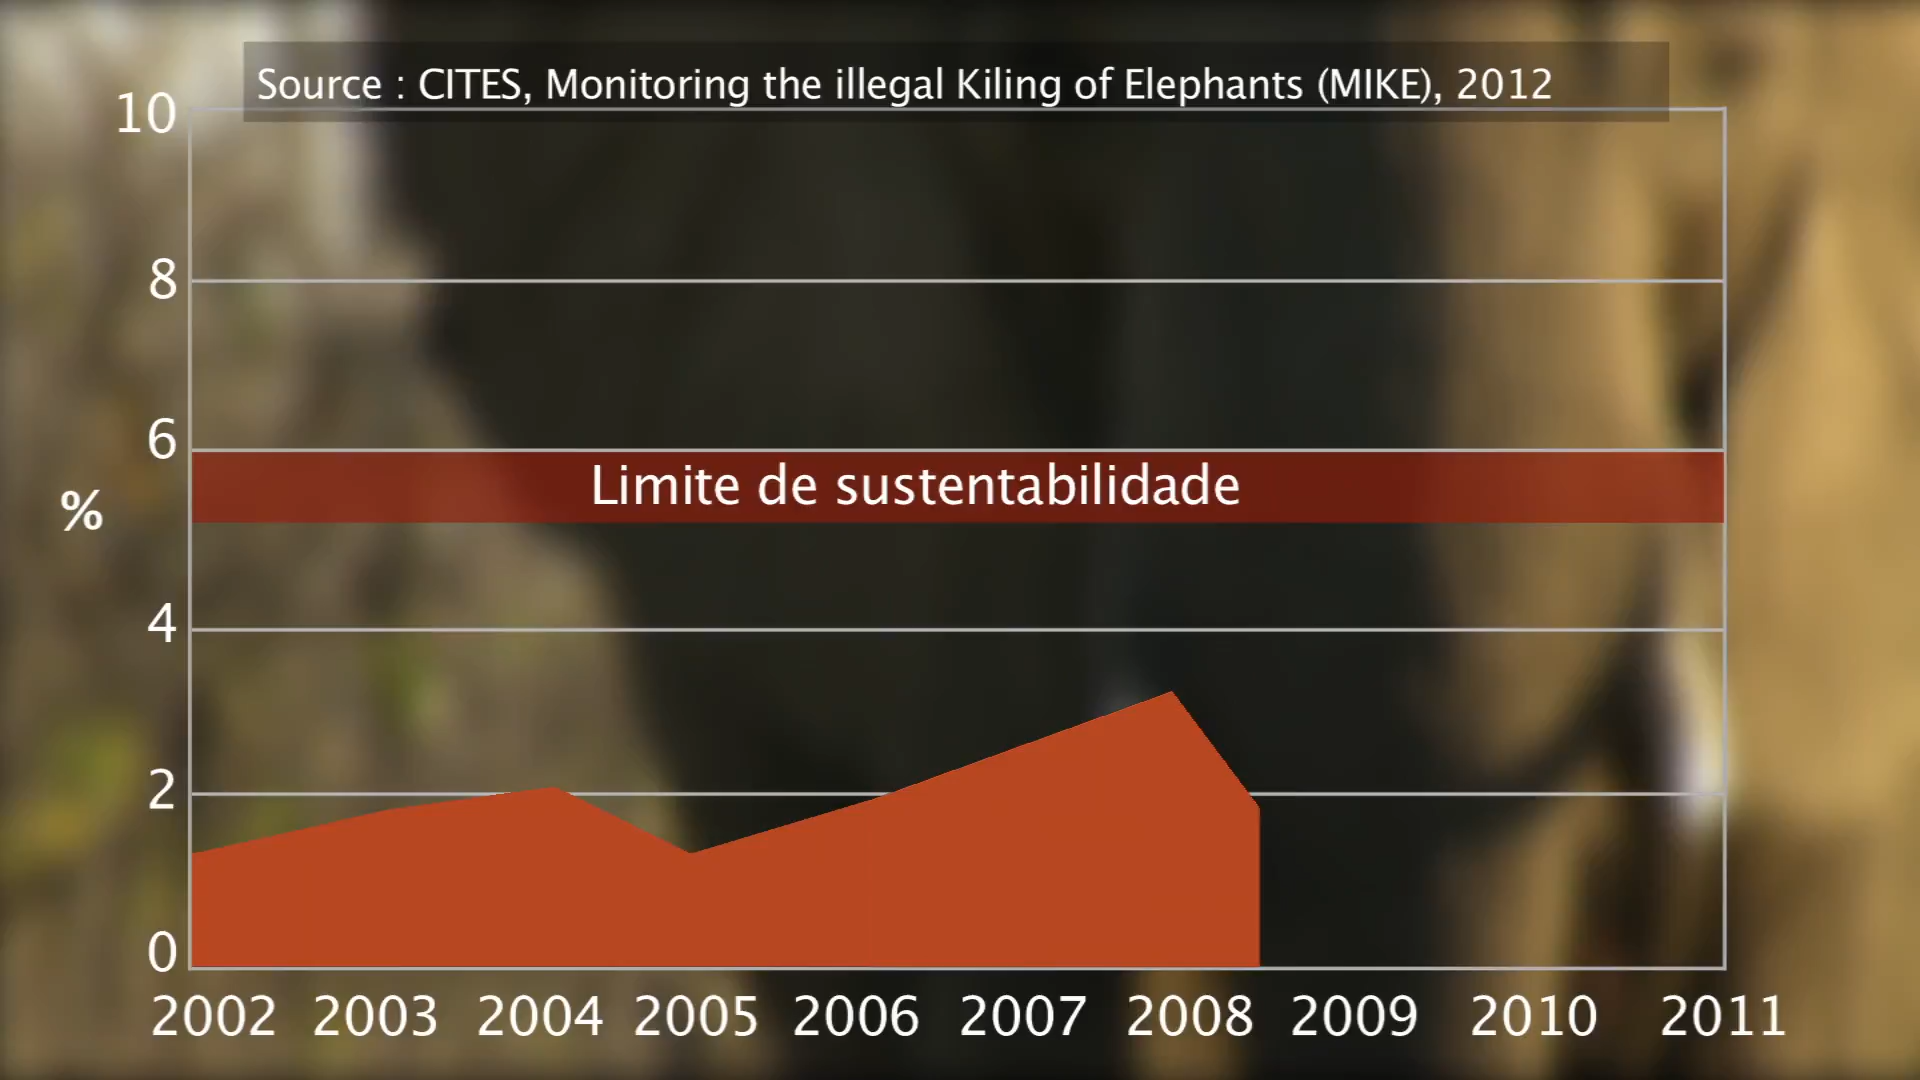 Source : CITES, Monitoring the illegal Kiling of Elephants (MIKE), 2012
10
8
6
Limite de sustentabilidade
%
4
2
0
2002 2003 2004 2005 2006 2007 2008 2009 2010 2011